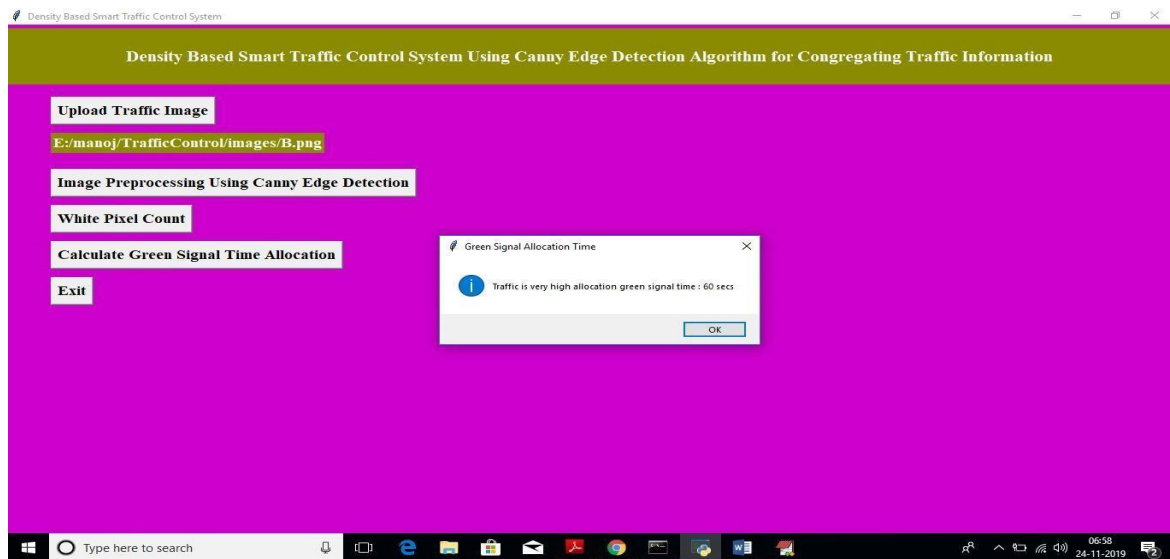 Density Based Smart Traffic Control System
Density Based Smart Traffic Control System Using Canny Edge Detection Algorithm for Congregating Traffic Information
Upload Traffic Image
E:/manoj/TrafficControl/images/B.png
Image Preprocessing Using Canny Edge Detection
White Pixel Count
Calculate Green Signal Time Allocation
Exit
Green Signal Allocation Time
Traffic is very high allocation green signal time : 60 secs
OK
Type here to search
06:58
24-11-2019
2